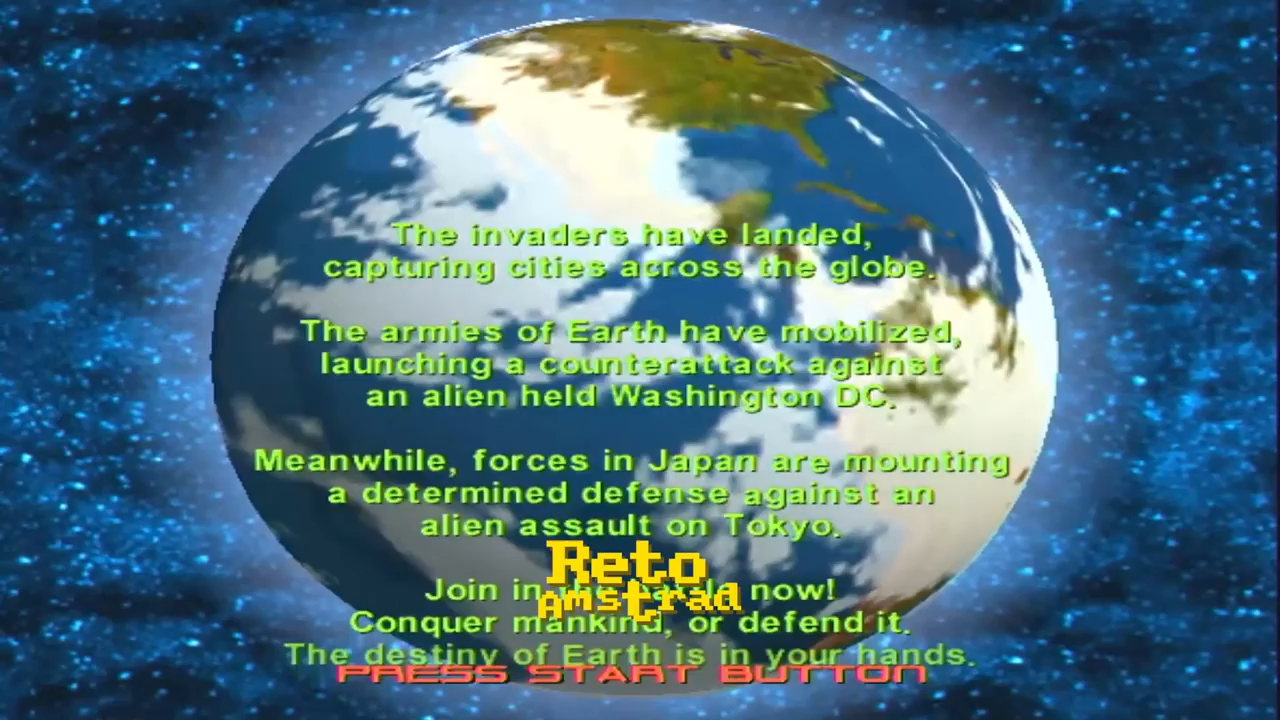 The invaders have landed,
capturing cities across the globe.
The armies of Earth have mobilized,
launching a counterattack against
an alien held Washington DC.
Meanwhile, forces in Japan are mounting
a determined defense against an
alien assault on Tokyo.
Reto
Amstrad
Join in the battle now!
Conquer mankind, or defend it.
The destiny of Earth is in your hands.
PRESS START BUTTON